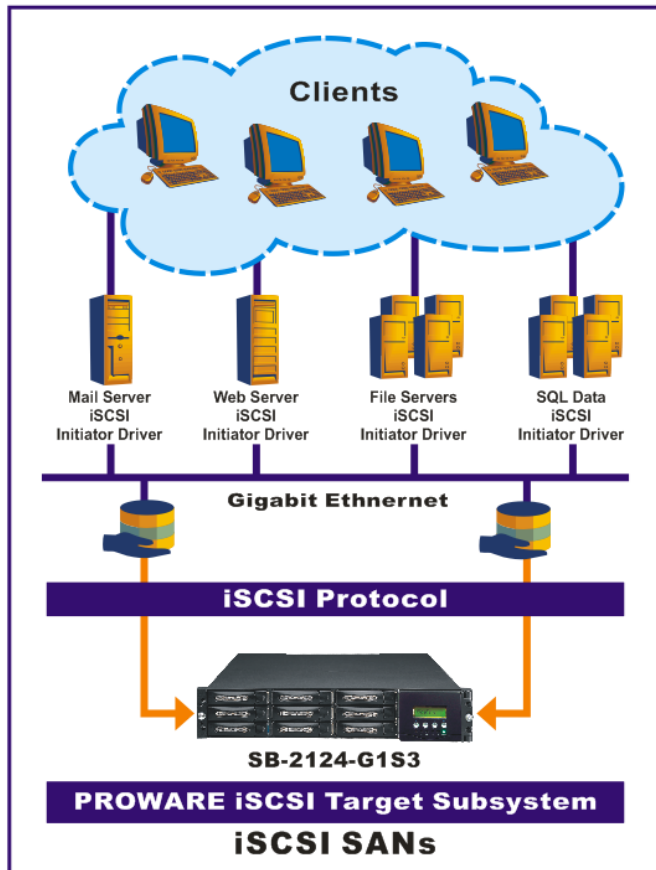 Clients
Mail Server
iSCSI
Initiator Driver
Web Server
iSCSI
Initiator Driver
File Servers
iSCSI
Initiator Driver
SQL Data
iSCSI
Initiator Driver
Gigabit Ethnernet
iSCSI Protocol
SB-2124-G1S3
PROWARE iSCSI Target Subsystem
iSCSI SANs